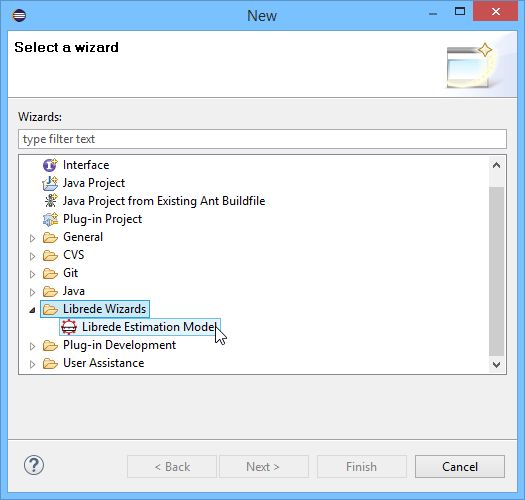 New
Select a wizard
Wizards:
type filter text
Interface
Java Project
Java Project from Existing Ant Buildfile
Plug-in Project
General
CVS
Git
Java
Librede Wizards
Librede Estimation Model
Plug-in Development
User Assistance
? < Back Next > Finish Cancel